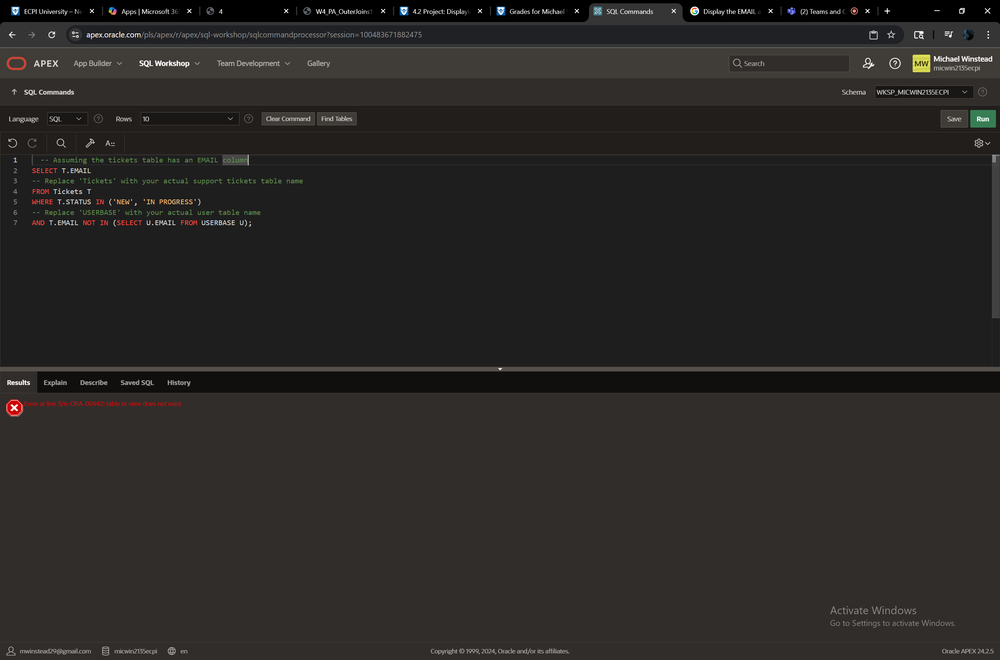 ECPI University – Ne
Apps | Microsoft 365
4
W4_PA_OuterJoins1
4.2 Project: Displayin
Grades for Michael
SQL Commands
Display the EMAIL a
(2) Teams and C
apex.oracle.com/pls/apex/r/apex/sql-workshop/sqlcommandprocessor?session=100483671882475
APEX
App Builder
SQL Workshop
Team Development
Gallery
Search
MW
Michael Winstead
micwin2135ecpi
SQL Commands
Schema
WKSP_MICWIN2135ECPI
Language
SQL
Rows
10
Clear Command
Find Tables
Save
Run
1 -- Assuming the tickets table has an EMAIL column
2 SELECT T.EMAIL
3 -- Replace 'Tickets' with your actual support tickets table name
4 FROM Tickets T
5 WHERE T.STATUS IN ('NEW', 'IN PROGRESS')
6 -- Replace 'USERBASE' with your actual user table name
7 AND T.EMAIL NOT IN (SELECT U.EMAIL FROM USERBASE U);
Results
Explain
Describe
Saved SQL
History
Error at line 3/6: ORA-00942: table or view does not exist
Activate Windows
Go to Settings to activate Windows.
mwinstead29@gmail.com
micwin2135ecpi
en
Copyright © 1999, 2024, Oracle and/or its affiliates.
Oracle APEX 24.2.5